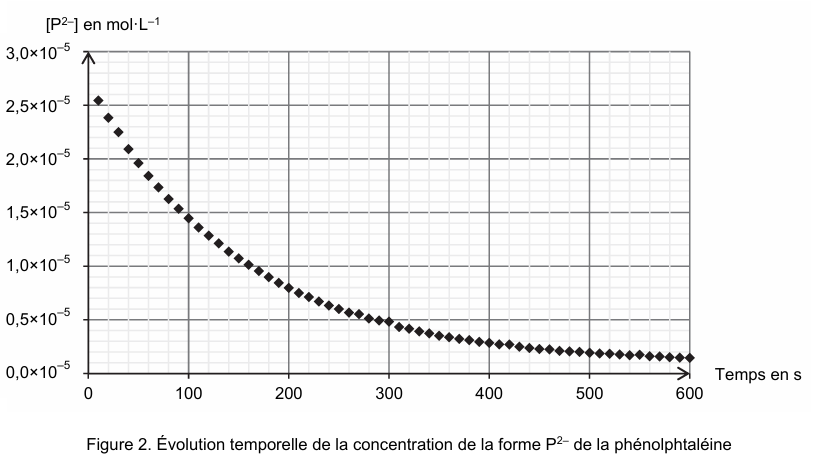 [P²⁻] en mol·L⁻¹
3,0×10⁻⁵
2,5×10⁻⁵
2,0×10⁻⁵
1,5×10⁻⁵
1,0×10⁻⁵
0,5×10⁻⁵
0,0×10⁻⁵
0 100 200 300 400 500 600
Temps en s
Figure 2. Évolution temporelle de la concentration de la forme P²⁻ de la phénolphtaléine